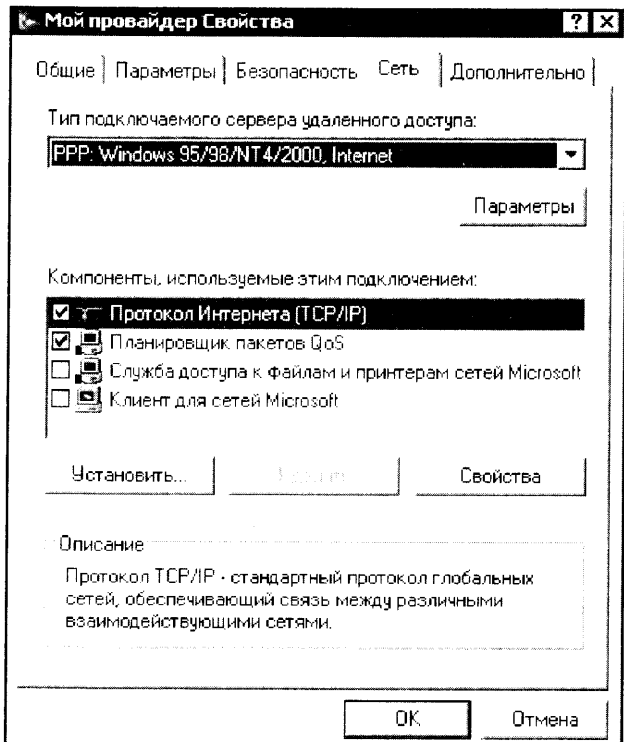 Мой провайдер Свойства
Общие Параметры Безопасность Сеть Дополнительно
Тип подключаемого сервера удаленного доступа:
PPP: Windows 95/98/NT4/2000, Internet
Параметры
Компоненты, используемые этим подключением:
Протокол Интернета (TCP/IP)
Планировщик пакетов QoS
Служба доступа к файлам и принтерам сетей Microsoft
Клиент для сетей Microsoft
Установить... Свойства
Описание
Протокол TCP/IP - стандартный протокол глобальных
сетей, обеспечивающий связь между различными
взаимодействующими сетями.
OK Отмена